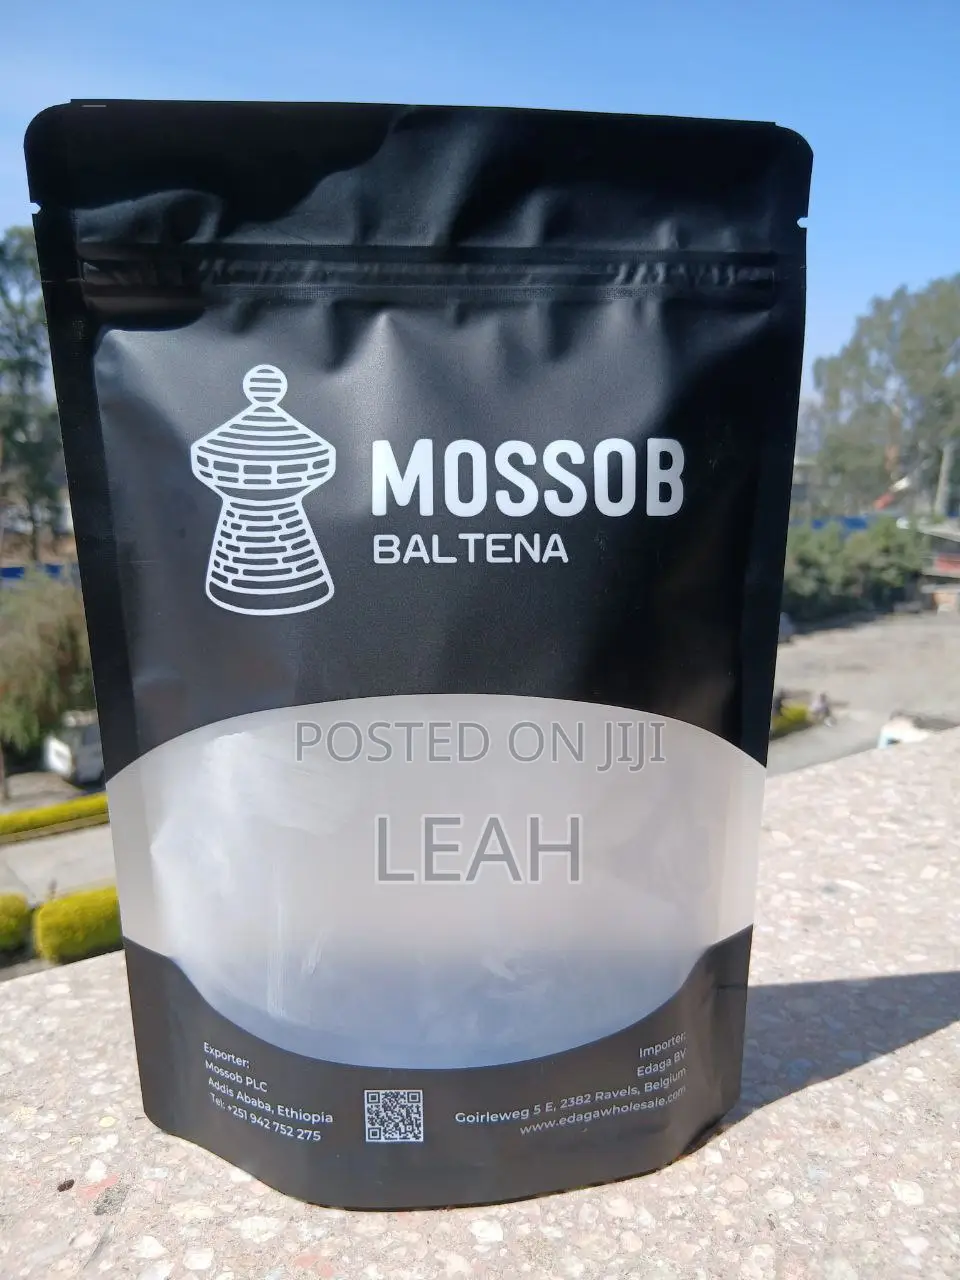 MOSSOB
BALTENA
POSTED ON JIJI
LEAH
Exporter:
Mossob PLC
Addis Ababa, Ethiopia
Tel: +251 942 752 275
Importer:
Edaga BV
Goirleweg 5 E, 2382 Ravels, Belgium
www.edagawholesale.com